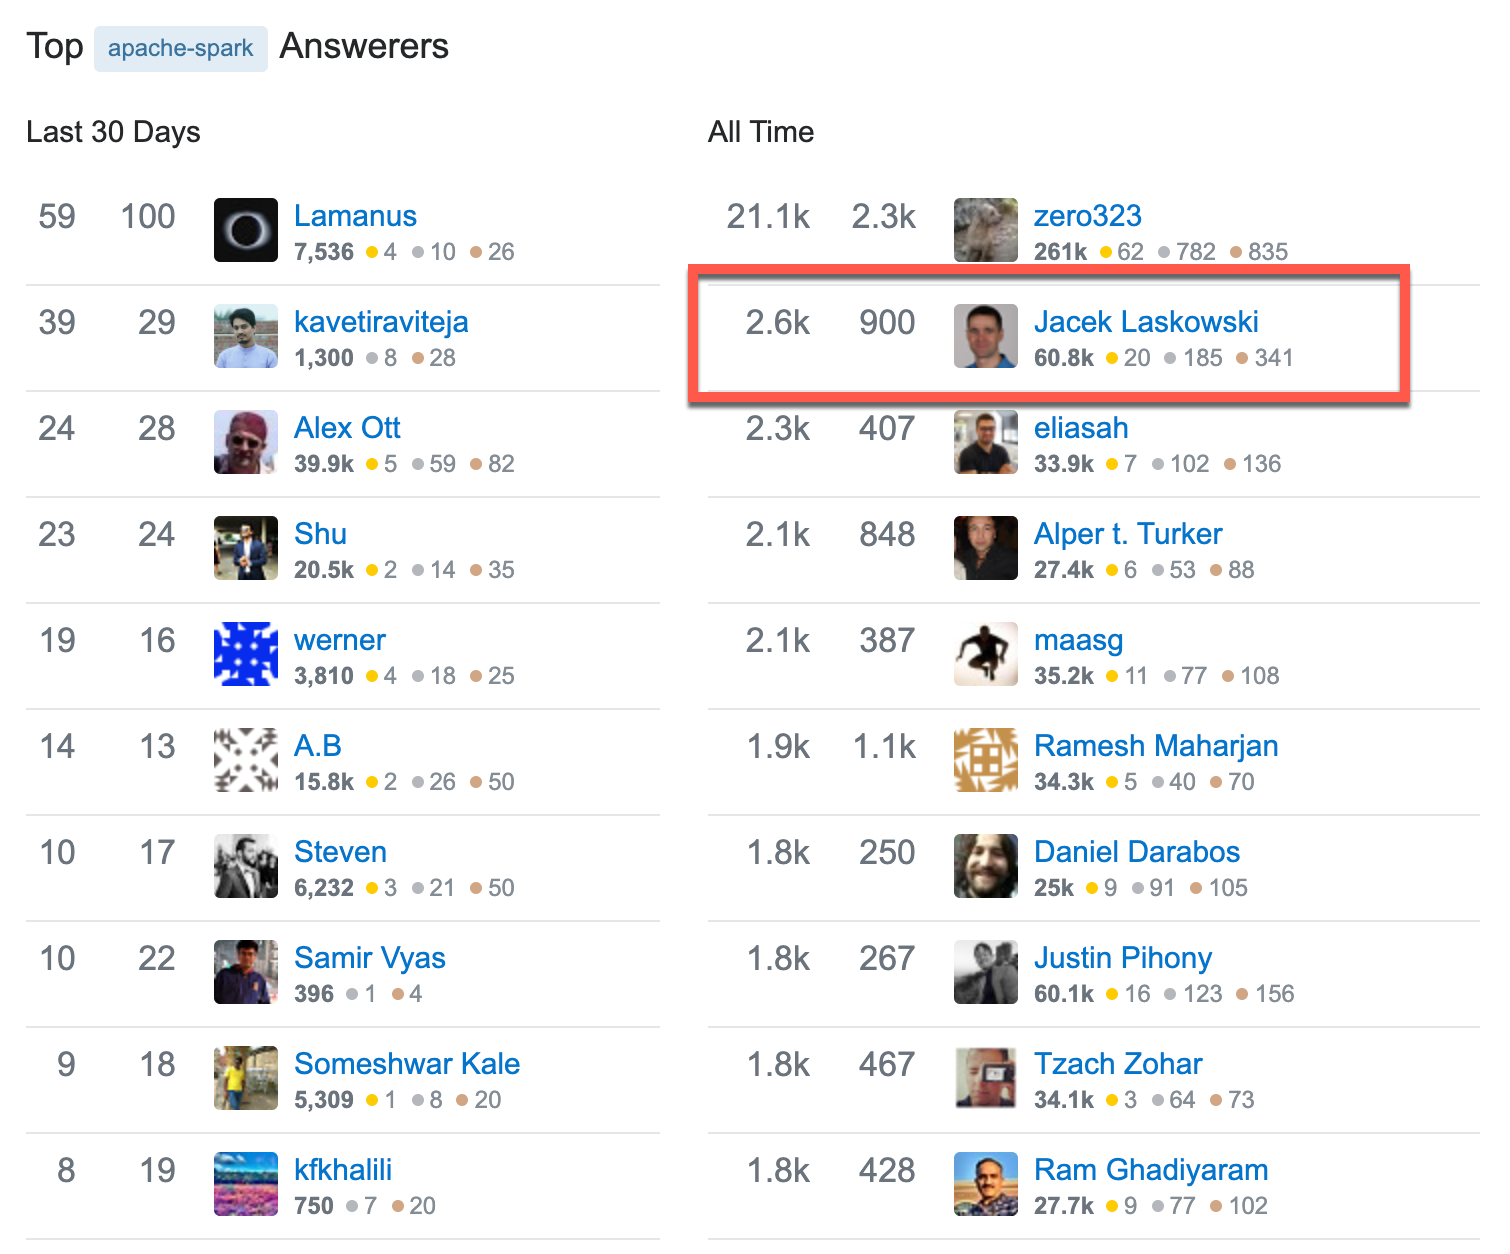 Top apache-spark Answerers
Last 30 Days
59 100 Lamanus
7,536 4 10 26
39 29 kavetiraviteja
1,300 8 28
24 28 Alex Ott
39.9k 5 59 82
23 24 Shu
20.5k 2 14 35
19 16 werner
3,810 4 18 25
14 13 A.B
15.8k 2 26 50
10 17 Steven
6,232 3 21 50
10 22 Samir Vyas
396 1 4
9 18 Someshwar Kale
5,309 1 8 20
8 19 kfkhalili
750 7 20
All Time
21.1k 2.3k zero323
261k 62 782 835
2.6k 900 Jacek Laskowski
60.8k 20 185 341
2.3k 407 eliasah
33.9k 7 102 136
2.1k 848 Alper t. Turker
27.4k 6 53 88
2.1k 387 maasg
35.2k 11 77 108
1.9k 1.1k Ramesh Maharjan
34.3k 5 40 70
1.8k 250 Daniel Darabos
25k 9 91 105
1.8k 267 Justin Pihony
60.1k 16 123 156
1.8k 467 Tzach Zohar
34.1k 3 64 73
1.8k 428 Ram Ghadiyaram
27.7k 9 77 102